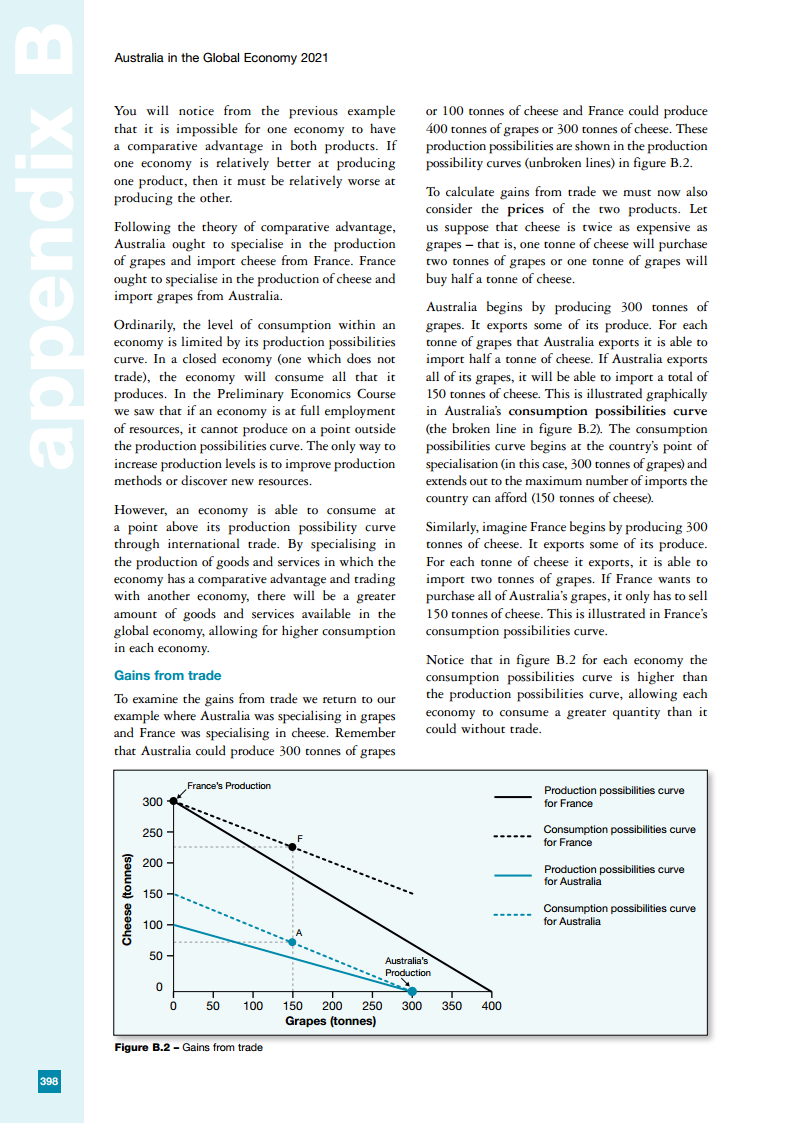 appendix B
Australia in the Global Economy 2021
You will notice from the previous example
that it is impossible for one economy to have
a comparative advantage in both products. If
one economy is relatively better at producing
one product, then it must be relatively worse at
producing the other.
Following the theory of comparative advantage,
Australia ought to specialise in the production
of grapes and import cheese from France. France
ought to specialise in the production of cheese and
import grapes from Australia.
Ordinarily, the level of consumption within an
economy is limited by its production possibilities
curve. In a closed economy (one which does not
trade), the economy will consume all that it
produces. In the Preliminary Economics Course
we saw that if an economy is at full employment
of resources, it cannot produce on a point outside
the production possibilities curve. The only way to
increase production levels is to improve production
methods or discover new resources.
However, an economy is able to consume at
a point above its production possibility curve
through international trade. By specialising in
the production of goods and services in which the
economy has a comparative advantage and trading
with another economy, there will be a greater
amount of goods and services available in the
global economy, allowing for higher consumption
in each economy.
Gains from trade
To examine the gains from trade we return to our
example where Australia was specialising in grapes
and France was specialising in cheese. Remember
that Australia could produce 300 tonnes of grapes
or 100 tonnes of cheese and France could produce
400 tonnes of grapes or 300 tonnes of cheese. These
production possibilities are shown in the production
possibility curves (unbroken lines) in figure B.2.
To calculate gains from trade we must now also
consider the prices of the two products. Let
us suppose that cheese is twice as expensive as
grapes – that is, one tonne of cheese will purchase
two tonnes of grapes or one tonne of grapes will
buy half a tonne of cheese.
Australia begins by producing 300 tonnes of
grapes. It exports some of its produce. For each
tonne of grapes that Australia exports it is able to
import half a tonne of cheese. If Australia exports
all of its grapes, it will be able to import a total of
150 tonnes of cheese. This is illustrated graphically
in Australia's consumption possibilities curve
(the broken line in figure B.2). The consumption
possibilities curve begins at the country's point of
specialisation (in this case, 300 tonnes of grapes) and
extends out to the maximum number of imports the
country can afford (150 tonnes of cheese).
Similarly, imagine France begins by producing 300
tonnes of cheese. It exports some of its produce.
For each tonne of cheese it exports, it is able to
import two tonnes of grapes. If France wants to
purchase all of Australia's grapes, it only has to sell
150 tonnes of cheese. This is illustrated in France's
consumption possibilities curve.
Notice that in figure B.2 for each economy the
consumption possibilities curve is higher than
the production possibilities curve, allowing each
economy to consume a greater quantity than it
could without trade.
France's Production
Cheese (tonnes)
300
250
200
150
100
50
0
F
A
Australia's
Production
0 50 100 150 200 250 300 350 400
Grapes (tonnes)
Production possibilities curve
for France
Consumption possibilities curve
for France
Production possibilities curve
for Australia
Consumption possibilities curve
for Australia
Figure B.2 – Gains from trade
398